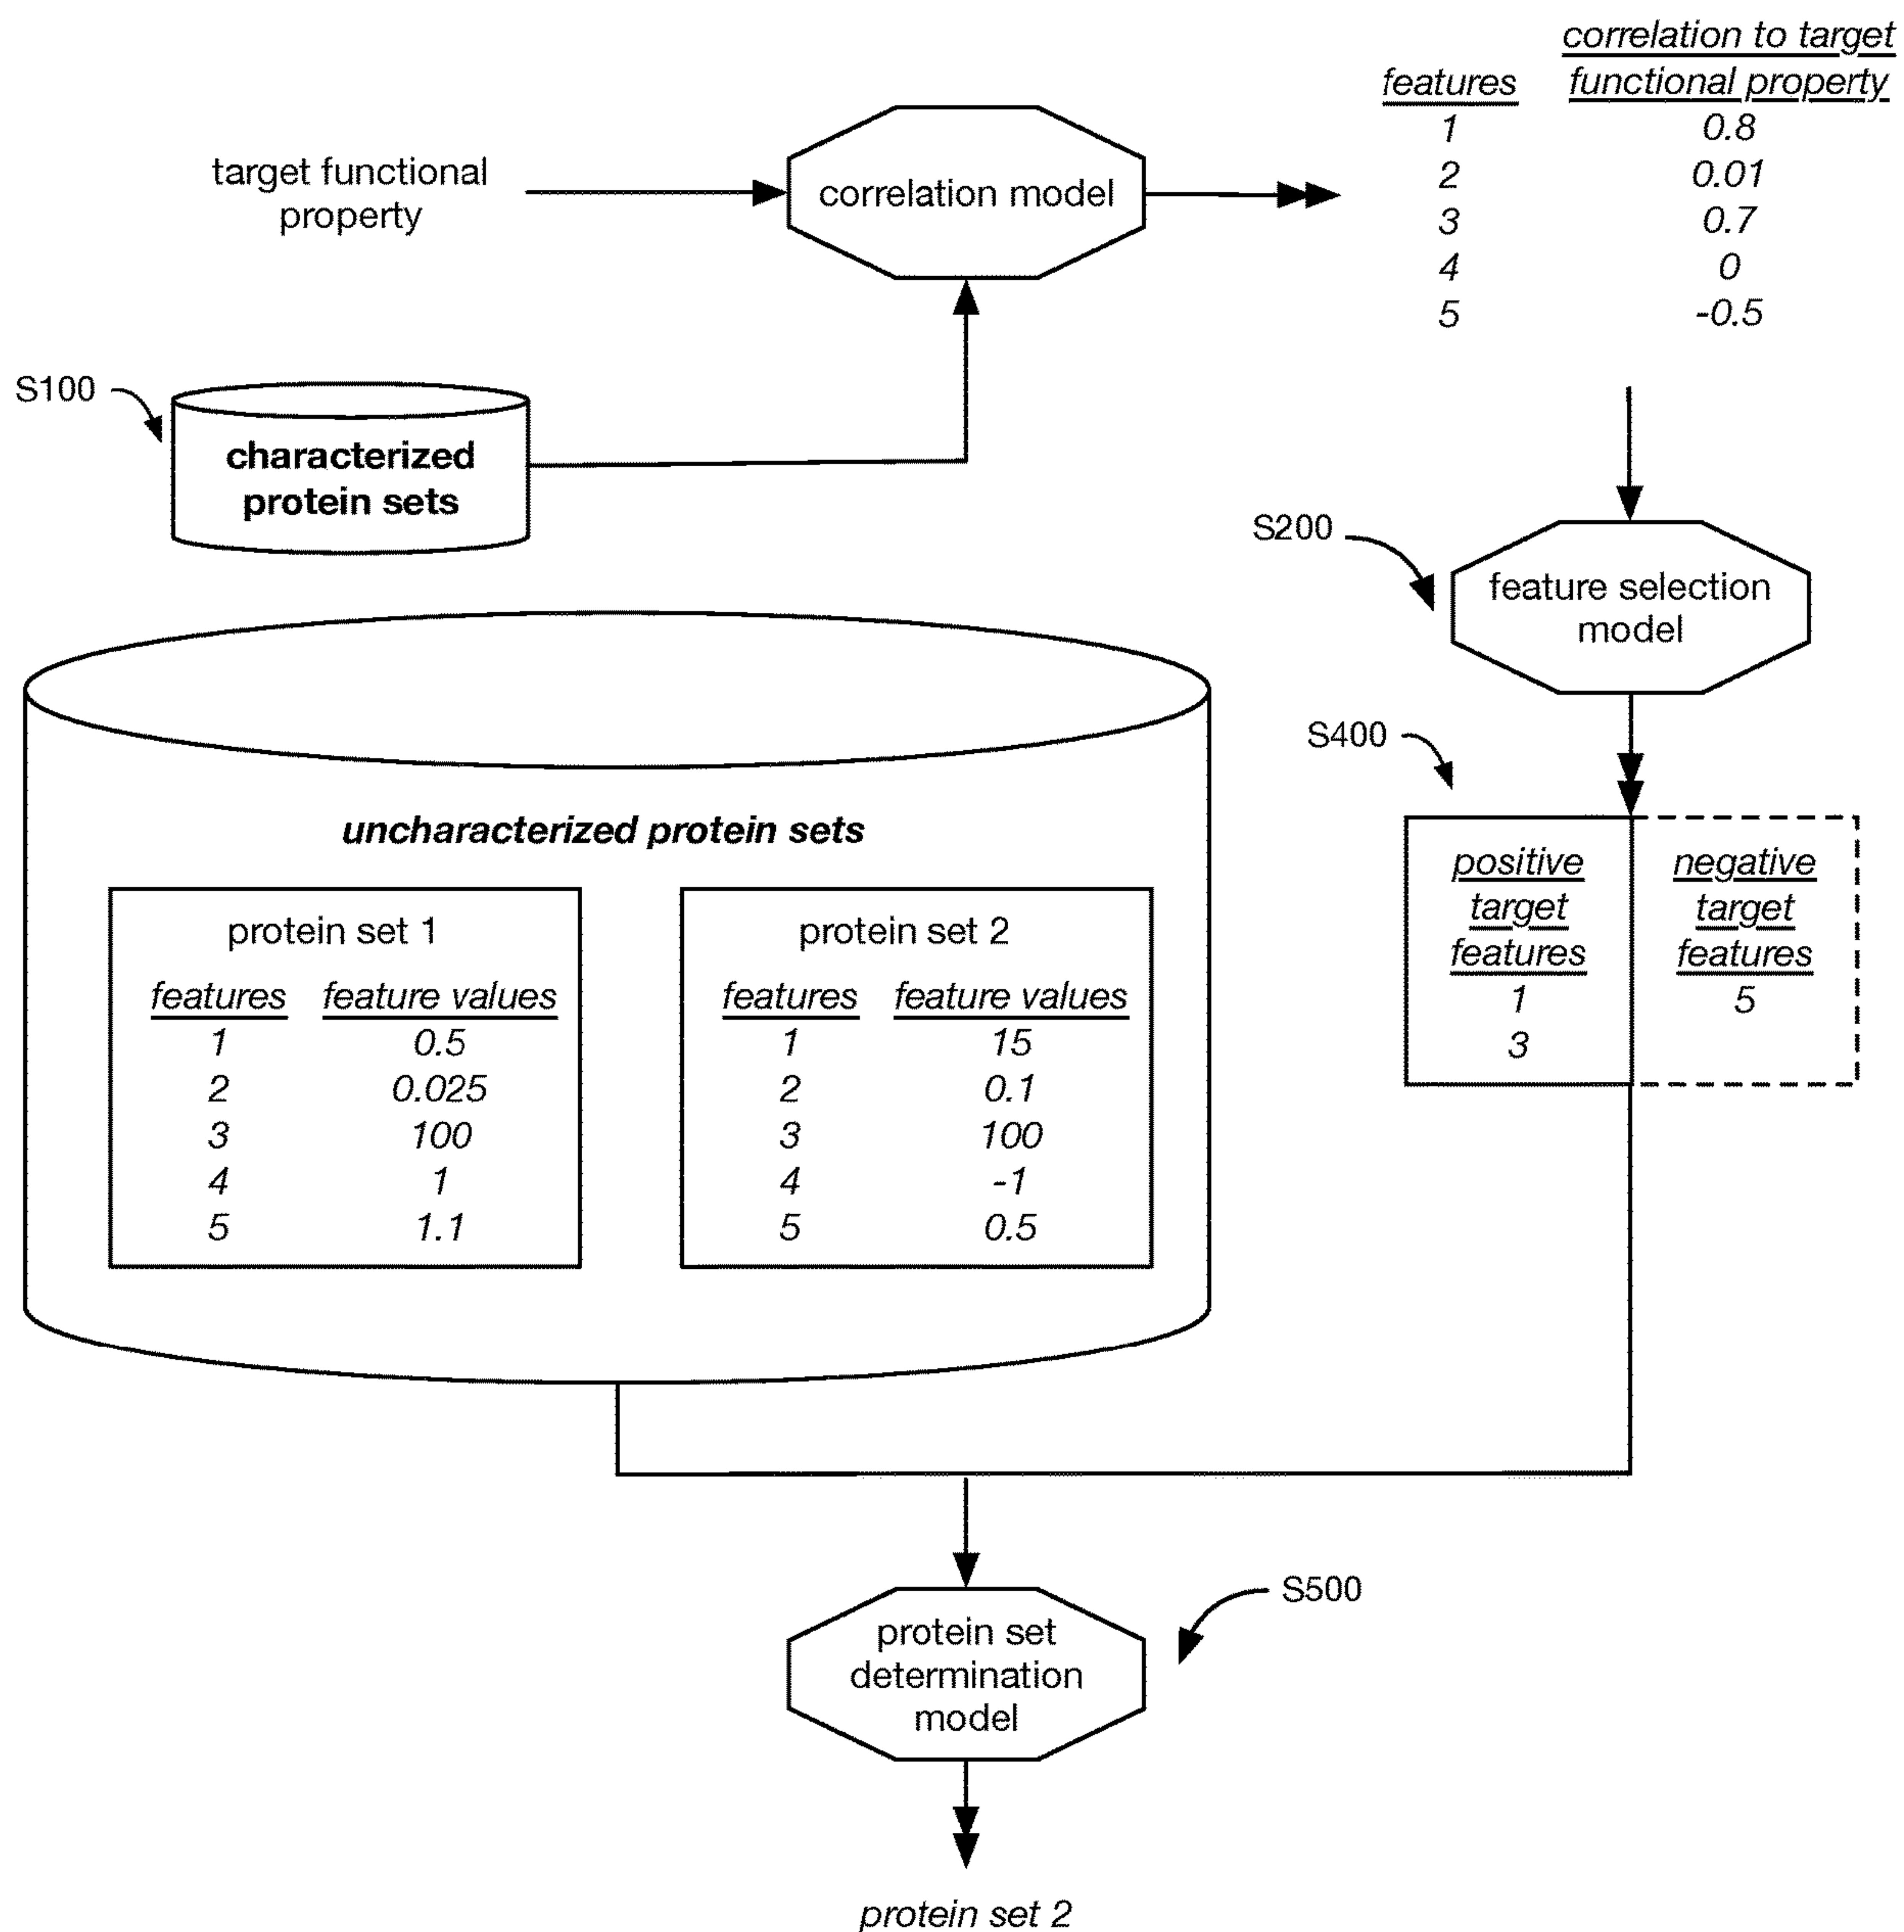 correlation to target
features functional property
1 0.8
2 0.01
3 0.7
4 0
5 -0.5
target functional
property
correlation model
S100
characterized
protein sets
S200
feature selection
model
S400
positive
target
features
1
3
negative
target
features
5
uncharacterized protein sets
protein set 1
features feature values
1 0.5
2 0.025
3 100
4 1
5 1.1
protein set 2
features feature values
1 15
2 0.1
3 100
4 -1
5 0.5
S500
protein set
determination
model
protein set 2